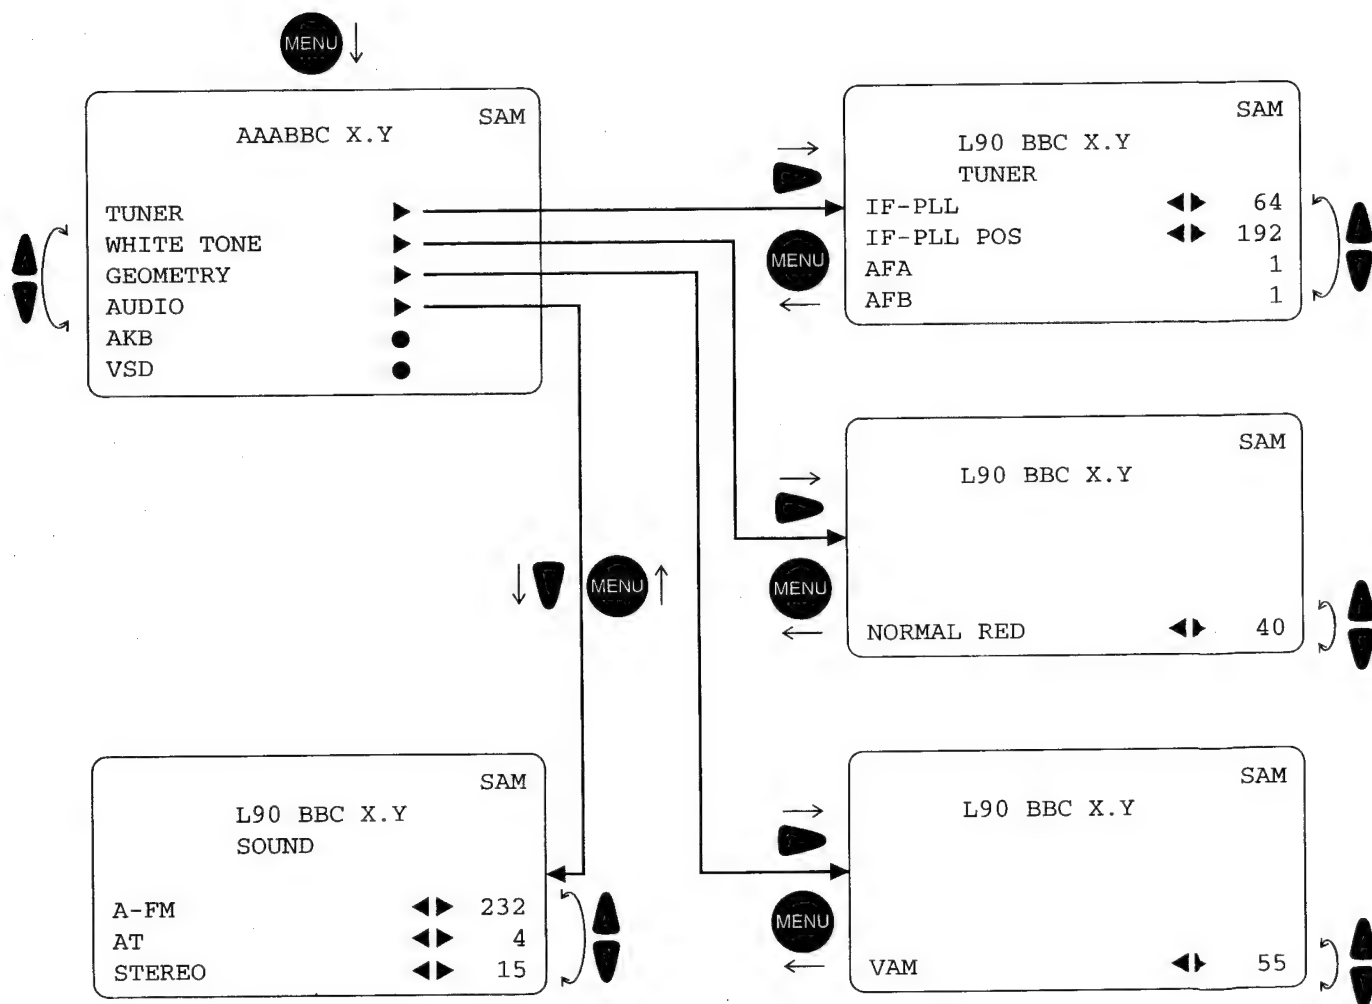 MENU
SAM
AAABBC X.Y
TUNER
WHITE TONE
GEOMETRY
AUDIO
AKB
VSD
SAM
L90 BBC X.Y
TUNER
IF-PLL 64
IF-PLL POS 192
AFA 1
AFB 1
MENU
SAM
L90 BBC X.Y
NORMAL RED 40
MENU
MENU
SAM
L90 BBC X.Y
SOUND
A-FM 232
AT 4
STEREO 15
SAM
L90 BBC X.Y
VAM 55
MENU